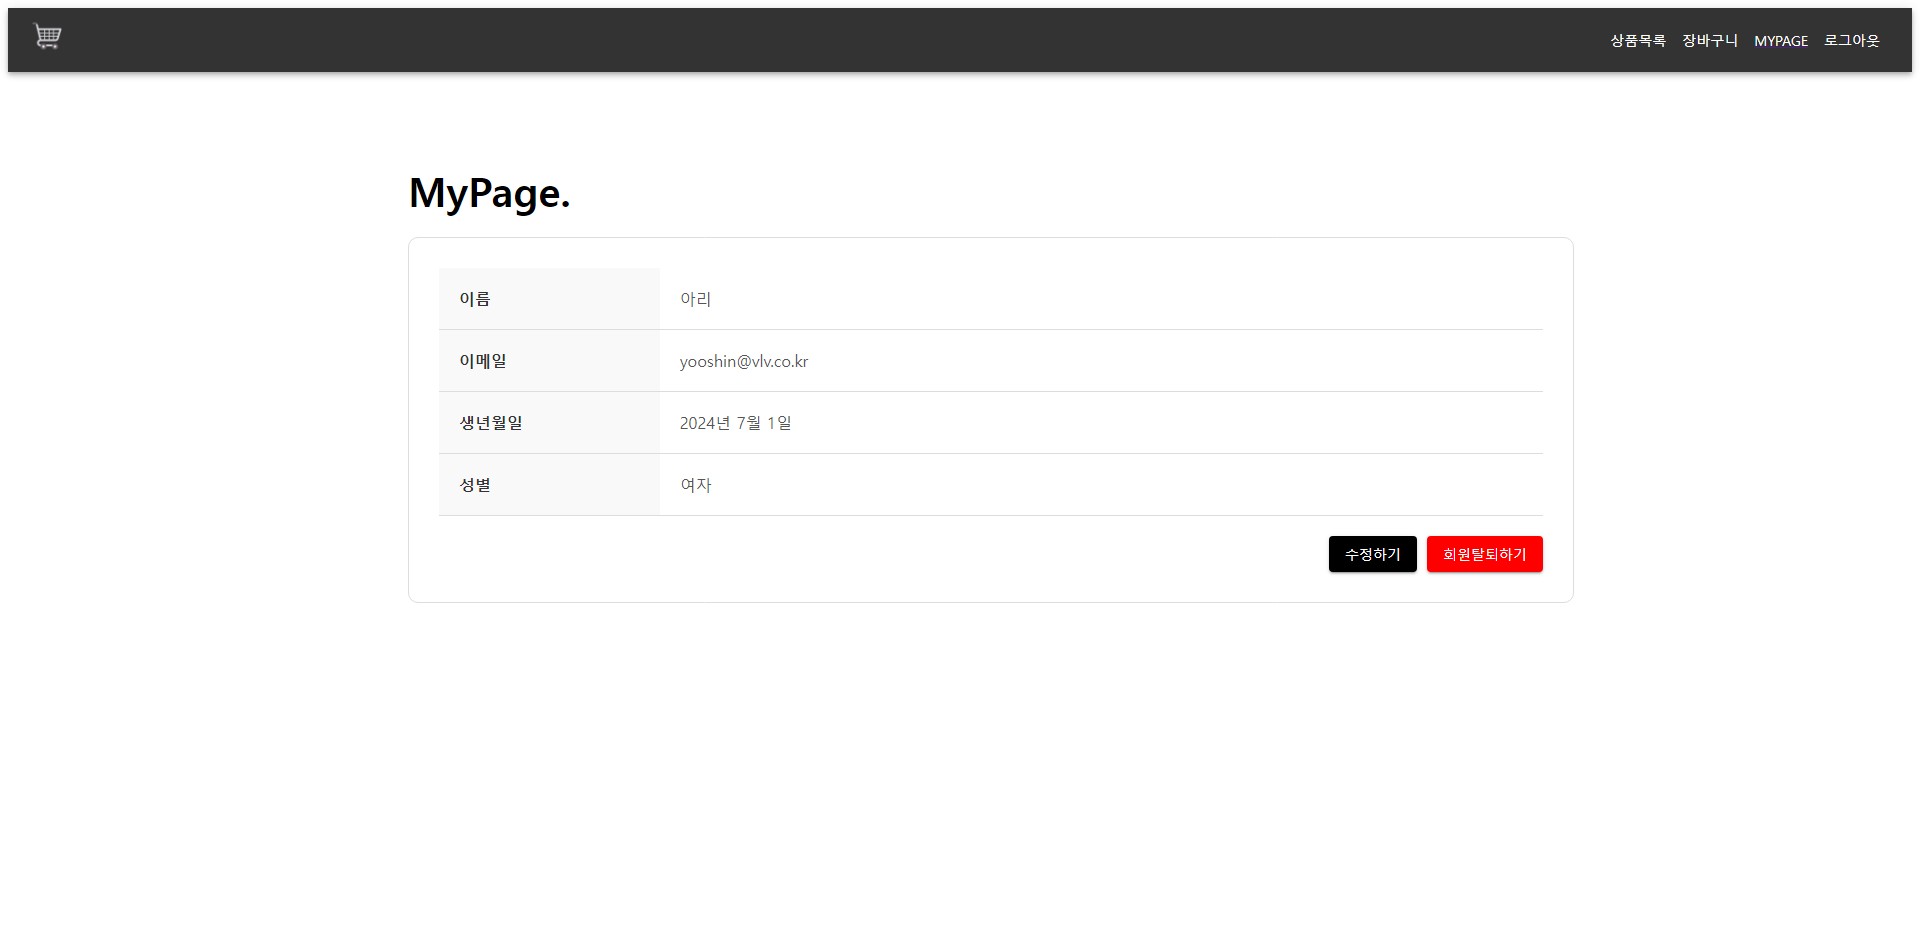 상품목록 장바구니 MYPAGE 로그아웃
MyPage.
이름 아리
이메일 yooshin@vlv.co.kr
생년월일 2024년 7월 1일
성별 여자
수정하기 회원탈퇴하기